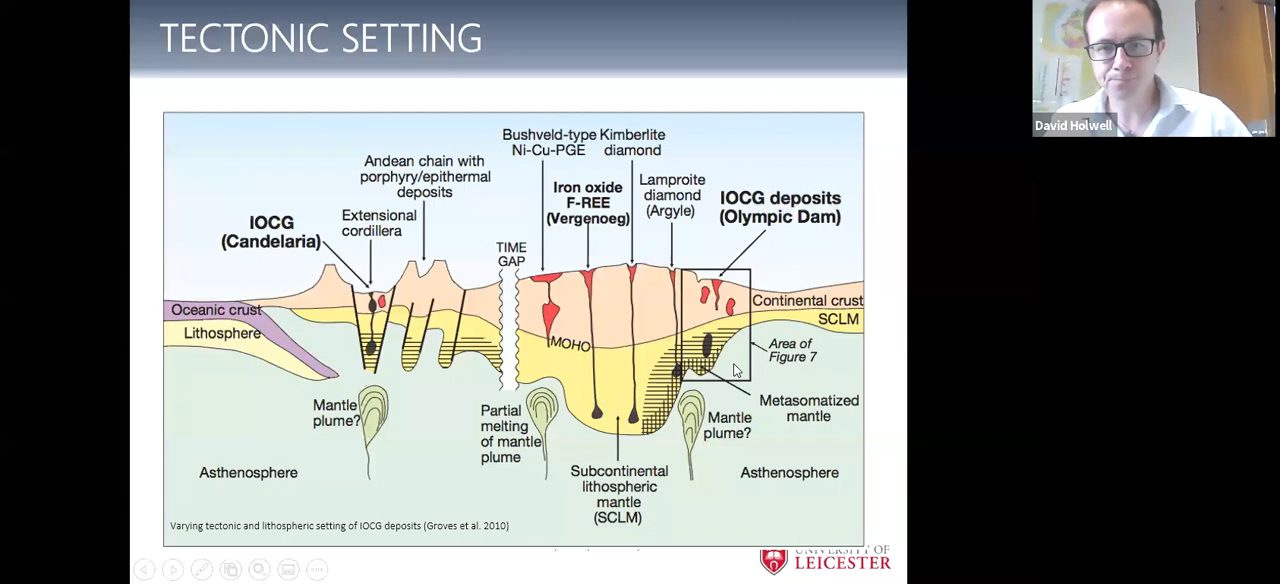 TECTONIC SETTING
David Holwell
Bushveld-type
Ni-Cu-PGE
Kimberlite
diamond
Andean chain with
porphyry/epithermal
deposits
Iron oxide
F-REE
(Vergenoeg)
Lamproite
diamond
(Argyle)
IOCG deposits
(Olympic Dam)
IOCG
(Candelaria)
Extensional
cordillera
TIME
GAP
Oceanic crust
Lithosphere
Continental crust
SCLM
MOHO
Area of
Figure 7
Metasomatized
mantle
Mantle
plume?
Partial
melting
of mantle
plume
Mantle
plume?
Asthenosphere
Subcontinental
lithospheric
mantle
(SCLM)
Asthenosphere
Varying tectonic and lithospheric setting of IOCG deposits (Groves et al. 2010)
UNIVERSITY OF
LEICESTER